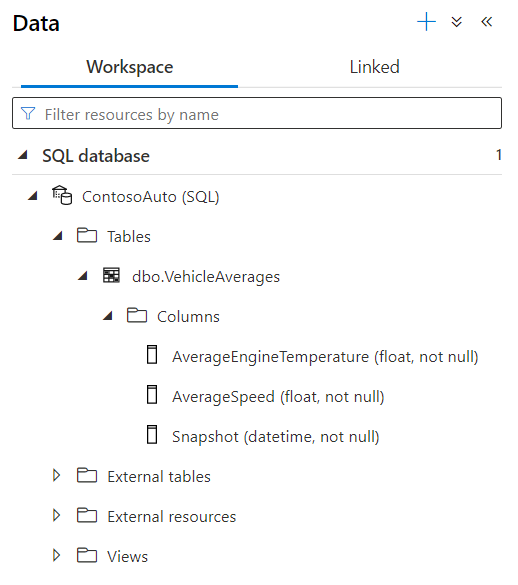 Data
Workspace Linked
Filter resources by name
SQL database 1
ContosoAuto (SQL)
Tables
dbo.VehicleAverages
Columns
AverageEngineTemperature (float, not null)
AverageSpeed (float, not null)
Snapshot (datetime, not null)
External tables
External resources
Views